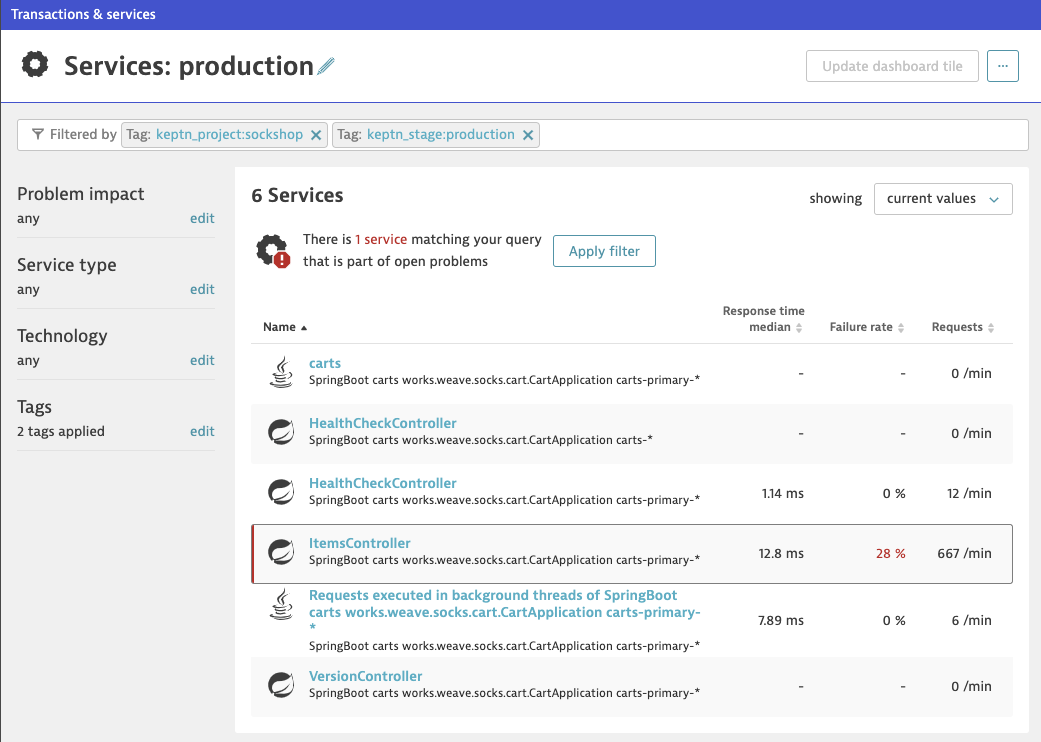 Transactions & services
Services: production
Update dashboard tile
...
Filtered by Tag: keptn_project:sockshop Tag: keptn_stage:production
Problem impact
any edit
Service type
any edit
Technology
any edit
Tags
2 tags applied edit
6 Services
showing current values
There is 1 service matching your query
that is part of open problems
Apply filter
Name Response time median Failure rate Requests
carts
SpringBoot carts works.weave.socks.cart.CartApplication carts-primary-*
- - 0 /min
HealthCheckController
SpringBoot carts works.weave.socks.cart.CartApplication carts-*
- - 0 /min
HealthCheckController
SpringBoot carts works.weave.socks.cart.CartApplication carts-primary-*
1.14 ms 0 % 12 /min
ItemsController
SpringBoot carts works.weave.socks.cart.CartApplication carts-primary-*
12.8 ms 28 % 667 /min
Requests executed in background threads of SpringBoot
carts works.weave.socks.cart.CartApplication carts-primary-
*
SpringBoot carts works.weave.socks.cart.CartApplication carts-primary-*
7.89 ms 0 % 6 /min
VersionController
SpringBoot carts works.weave.socks.cart.CartApplication carts-primary-*
- - 0 /min